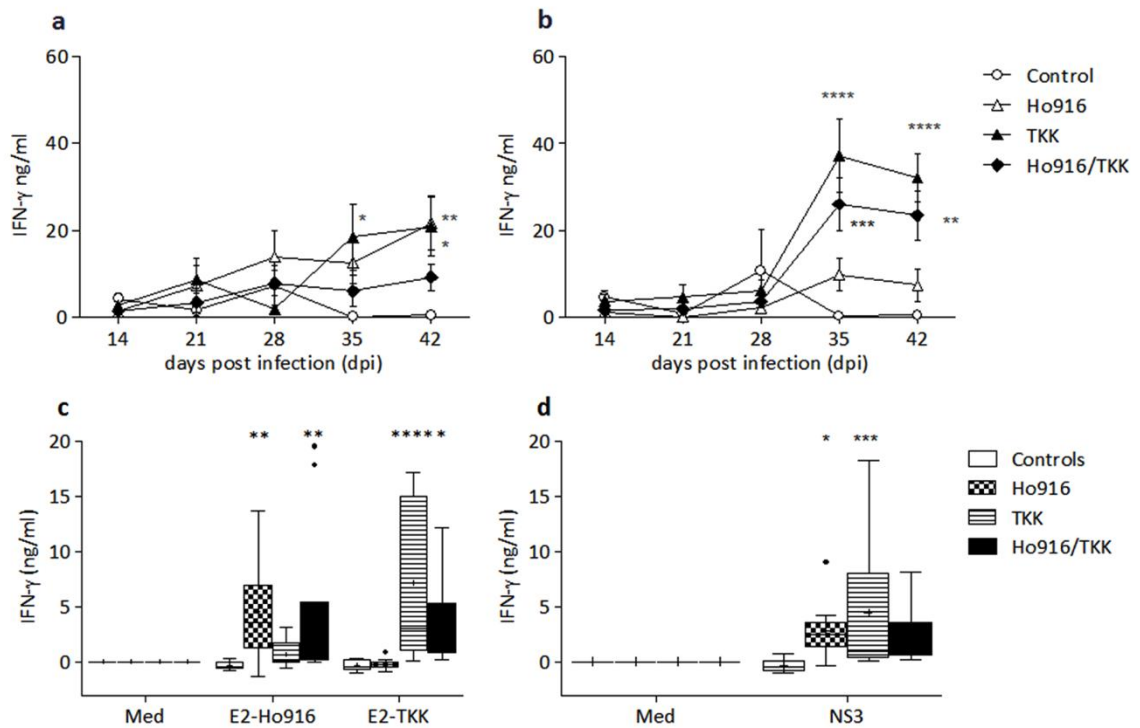 a
b
60
40
20
0
IFN-γ ng/ml
*
**
*
14 21 28 35 42
days post infection (dpi)
60
40
20
0
IFN-γ ng/ml
****
****
***
**
14 21 28 35 42
days post infection (dpi)
Control
Ho916
TKK
Ho916/TKK
c
d
20
15
10
5
0
IFN-γ (ng/ml)
** ** ******
Med E2-Ho916 E2-TKK
20
15
10
5
0
IFN-γ (ng/ml)
* ***
Med NS3
Controls
Ho916
TKK
Ho916/TKK